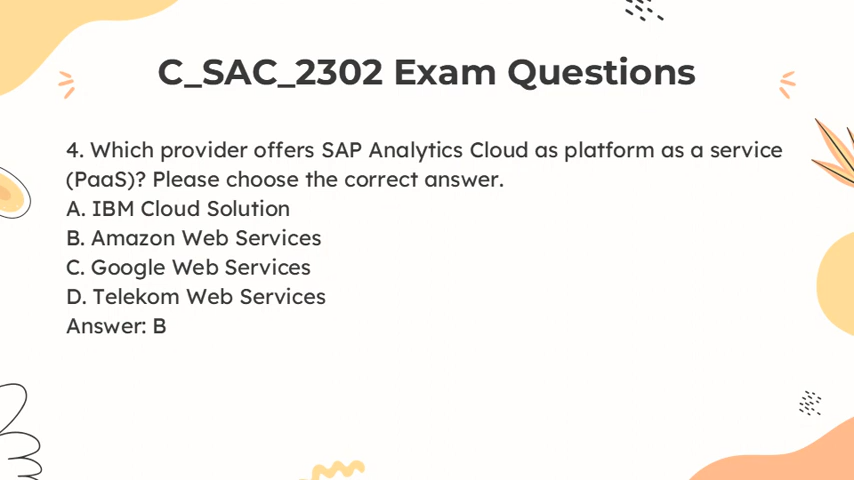 C_SAC_2302 Exam Questions
4. Which provider offers SAP Analytics Cloud as platform as a service
(PaaS)? Please choose the correct answer.
A. IBM Cloud Solution
B. Amazon Web Services
C. Google Web Services
D. Telekom Web Services
Answer: B